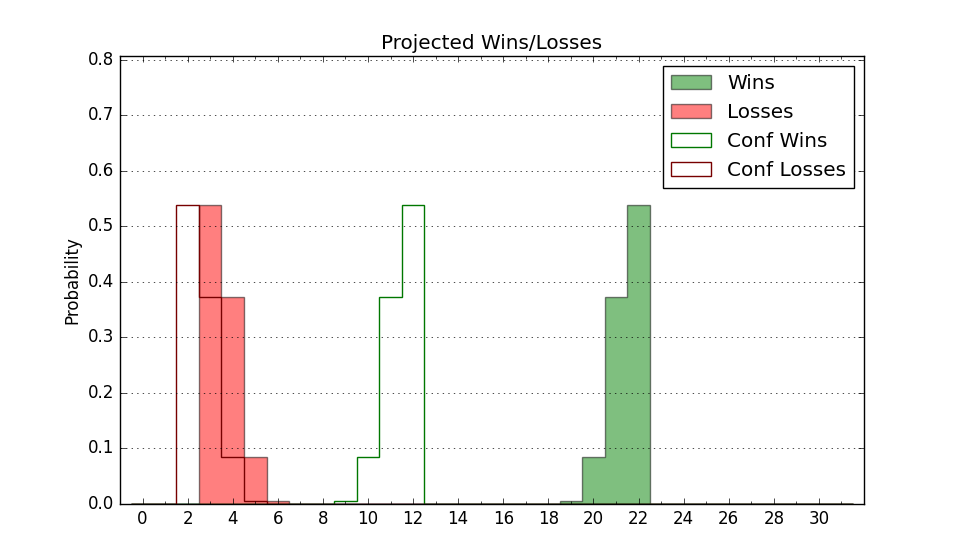 Projected Wins/Losses
0.8
0.7
0.6
0.5
0.4
0.3
0.2
0.1
0.0
Probability
Wins
Losses
Conf Wins
Conf Losses
0 2 4 6 8 10 12 14 16 18 20 22 24 26 28 30